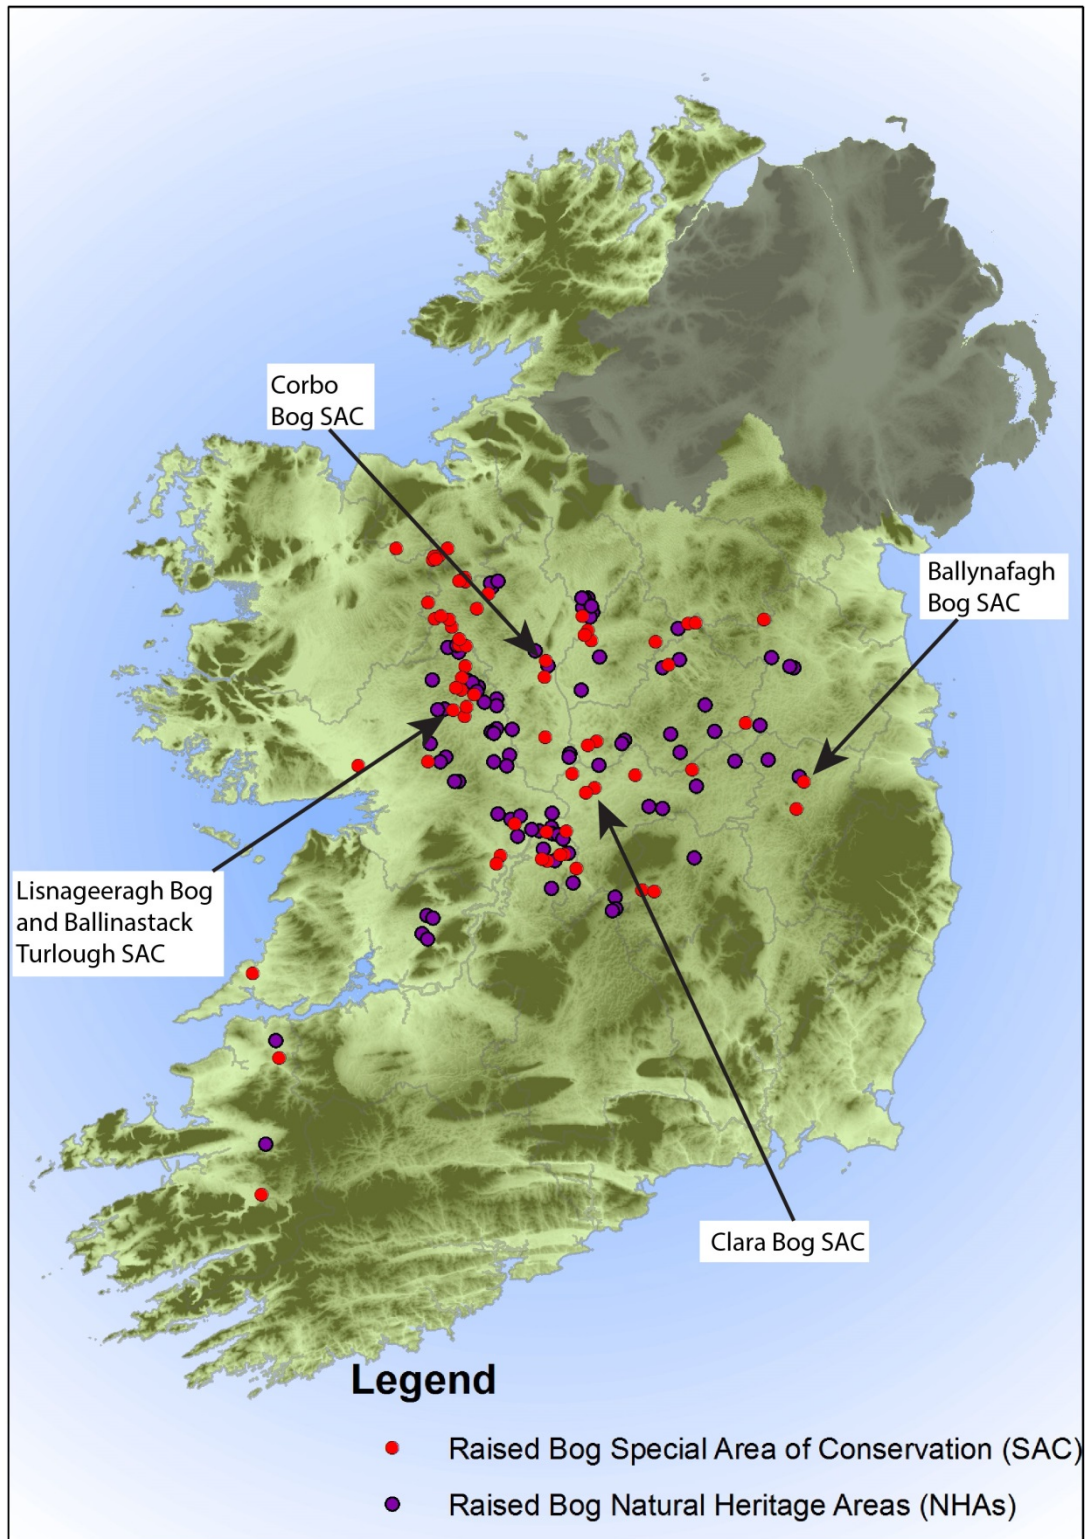 Corbo
Bog SAC
Ballynafagh
Bog SAC
Lisnageeragh Bog
and Ballinastack
Turlough SAC
Clara Bog SAC
Legend
Raised Bog Special Area of Conservation (SAC)
Raised Bog Natural Heritage Areas (NHAs)